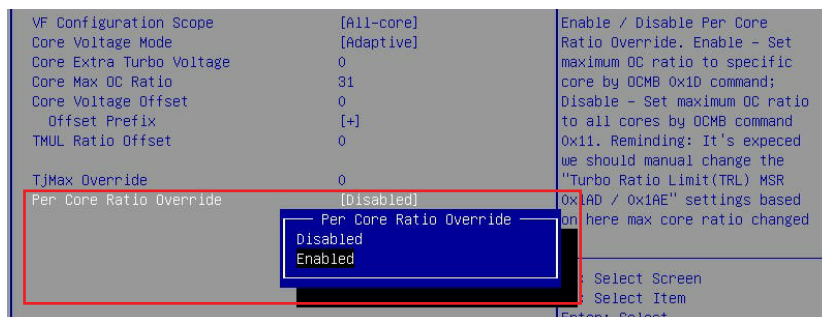 VF Configuration Scope [All-core]
Core Voltage Mode [Adaptive]
Core Extra Turbo Voltage 0
Core Max OC Ratio 31
Core Voltage Offset 0
Offset Prefix [+]
TMUL Ratio Offset 0
TjMax Override 0
Per Core Ratio Override [Disabled]
Per Core Ratio Override
Disabled
Enabled
Enable / Disable Per Core
Ratio Override. Enable - Set
maximum OC ratio to specific
core by OCMB 0x1D command;
Disable - Set maximum OC ratio
to all cores by OCMB command
0x11. Reminding: It's expeced
we should manual change the
"Turbo Ratio Limit(TRL) MSR
0x1AD / 0x1AE" settings based
on here max core ratio changed
: Select Screen
: Select Item
Enter: Select